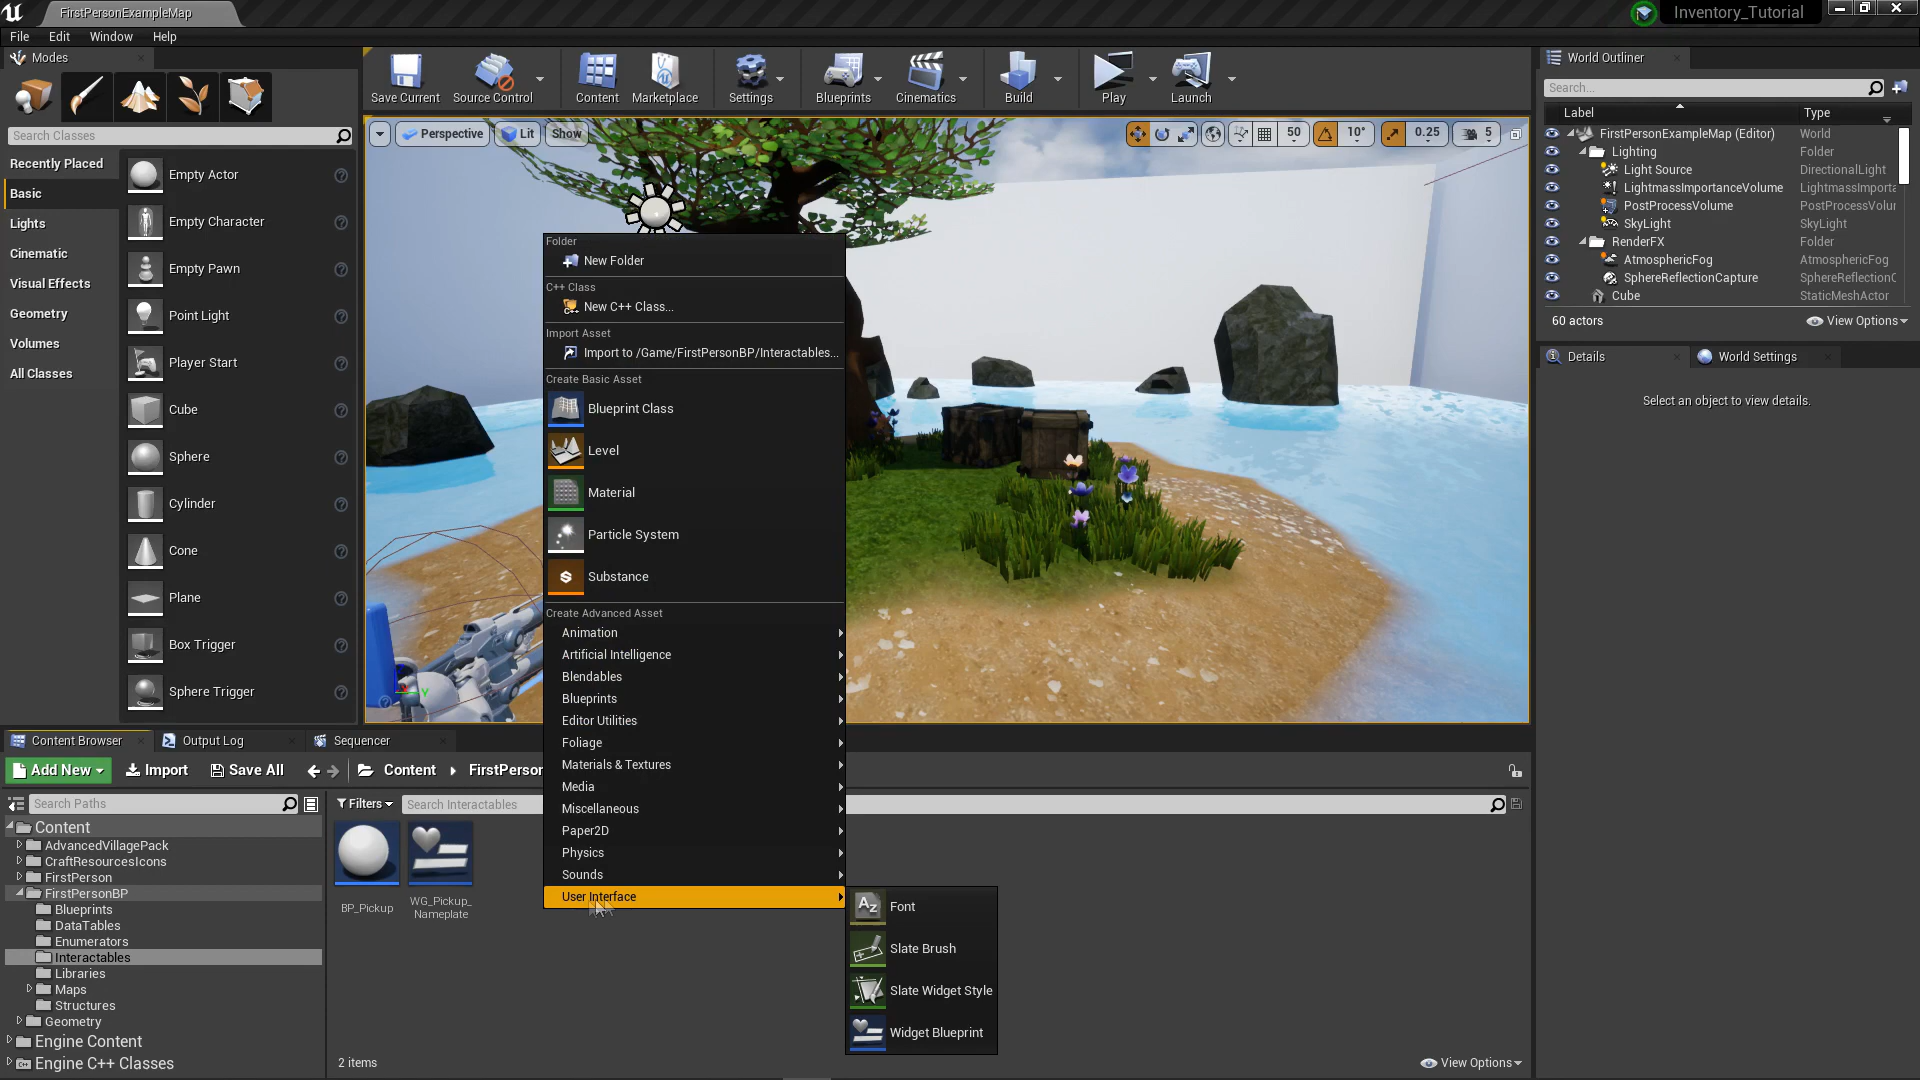 FirstPersonExampleMap
Inventory_Tutorial
File Edit Window Help
Modes
Save Current
Source Control
Content
Marketplace
Settings
Blueprints
Cinematics
Build
Play
Launch
Search Classes
Recently Placed
Basic
Lights
Cinematic
Visual Effects
Geometry
Volumes
All Classes
Empty Actor
Empty Character
Empty Pawn
Point Light
Player Start
Cube
Sphere
Cylinder
Cone
Plane
Box Trigger
Sphere Trigger
Perspective Lit Show
50 10° 0.25 5
Y
Folder
New Folder
C++ Class
New C++ Class...
Import Asset
Import to /Game/FirstPersonBP/Interactables...
Create Basic Asset
Blueprint Class
Level
Material
Particle System
Substance
Create Advanced Asset
Animation
Artificial Intelligence
Blendables
Blueprints
Editor Utilities
Foliage
Materials & Textures
Media
Miscellaneous
Paper2D
Physics
Sounds
User Interface
Font
Slate Brush
Slate Widget Style
Widget Blueprint
World Outliner
Search...
Label Type
FirstPersonExampleMap (Editor) World
Lighting Folder
Light Source DirectionalLight
LightmassImportanceVolume LightmassImporta
PostProcessVolume PostProcessVolur
SkyLight SkyLight
RenderFX Folder
AtmosphericFog AtmosphericFog
SphereReflectionCapture SphereReflectionC
Cube StaticMeshActor
60 actors View Options
Details World Settings
Select an object to view details.
Content Browser Output Log Sequencer
Add New Import Save All Content FirstPerson
Search Paths
Filters Search Interactables
Content
AdvancedVillagePack
CraftResourcesIcons
FirstPerson
FirstPersonBP
Blueprints
DataTables
Enumerators
Interactables
Libraries
Maps
Structures
Geometry
Engine Content
Engine C++ Classes
BP_Pickup
WG_Pickup_
Nameplate
2 items
View Options